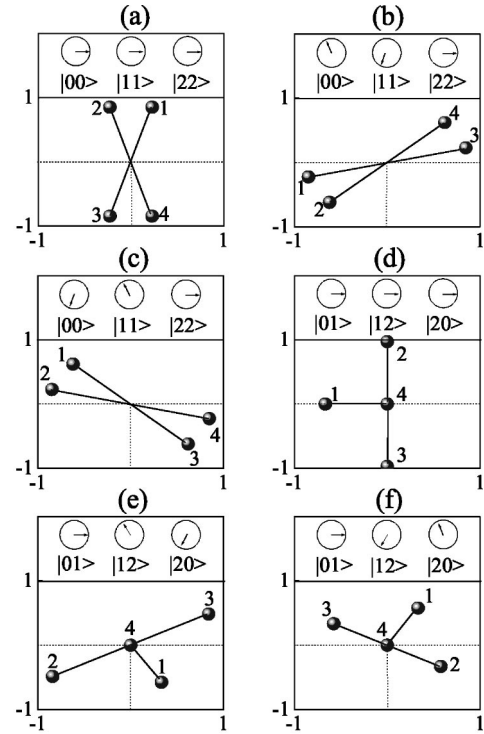 (a) (b)
|00> |11> |22> |00> |11> |22>
1 2 1 1 4
3
1
3 4 2
-1 -1
-1 1 -1 1
(c) (d)
|00> |11> |22> |01> |12> |20>
1 1 1 2
2 1 4
4
3 3
-1 -1
-1 1 -1 1
(e) (f)
|01> |12> |20> |01> |12> |20>
1 1
3 1
4 3 4
2 1 2
-1 -1
-1 1 -1 1